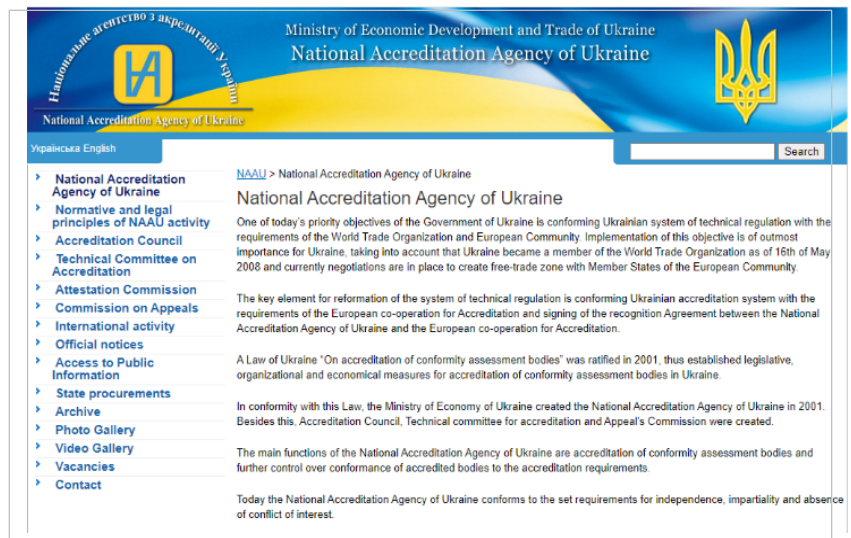 Національне агентство з акредитації України
НА
National Accreditation Agency of Ukraine
Ministry of Economic Development and Trade of Ukraine
National Accreditation Agency of Ukraine
Українська English
Search
National Accreditation
Agency of Ukraine
Normative and legal
principles of NAAU activity
Accreditation Council
Technical Committee on
Accreditation
Attestation Commission
Commission on Appeals
International activity
Official notices
Access to Public
Information
State procurements
Archive
Photo Gallery
Video Gallery
Vacancies
Contact
NAAU > National Accreditation Agency of Ukraine
National Accreditation Agency of Ukraine
One of today's priority objectives of the Government of Ukraine is conforming Ukrainian system of technical regulation with the
requirements of the World Trade Organization and European Community. Implementation of this objective is of outmost
importance for Ukraine, taking into account that Ukraine became a member of the World Trade Organization as of 16th of May
2008 and currently negotiations are in place to create free-trade zone with Member States of the European Community.
The key element for reformation of the system of technical regulation is conforming Ukrainian accreditation system with the
requirements of the European co-operation for Accreditation and signing of the recognition Agreement between the National
Accreditation Agency of Ukraine and the European co-operation for Accreditation.
A Law of Ukraine "On accreditation of conformity assessment bodies" was ratified in 2001, thus established legislative,
organizational and economical measures for accreditation of conformity assessment bodies in Ukraine.
In conformity with this Law, the Ministry of Economy of Ukraine created the National Accreditation Agency of Ukraine in 2001.
Besides this, Accreditation Council, Technical committee for accreditation and Appeal's Commission were created.
The main functions of the National Accreditation Agency of Ukraine are accreditation of conformity assessment bodies and
further control over conformance of accredited bodies to the accreditation requirements.
Today the National Accreditation Agency of Ukraine conforms to the set requirements for independence, impartiality and absence
of conflict of interest.